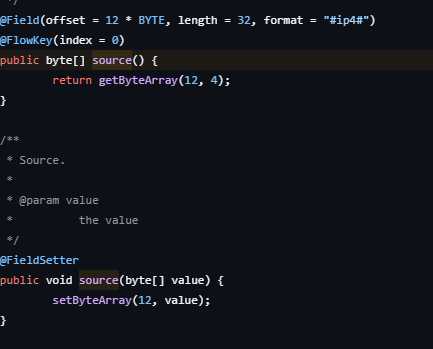 */
@Field(offset = 12 * BYTE, length = 32, format = "#ip4#")
@FlowKey(index = 0)
public byte[] source() {
return getByteArray(12, 4);
}
/**
* Source.
*
* @param value
* the value
*/
@FieldSetter
public void source(byte[] value) {
setByteArray(12, value);
}